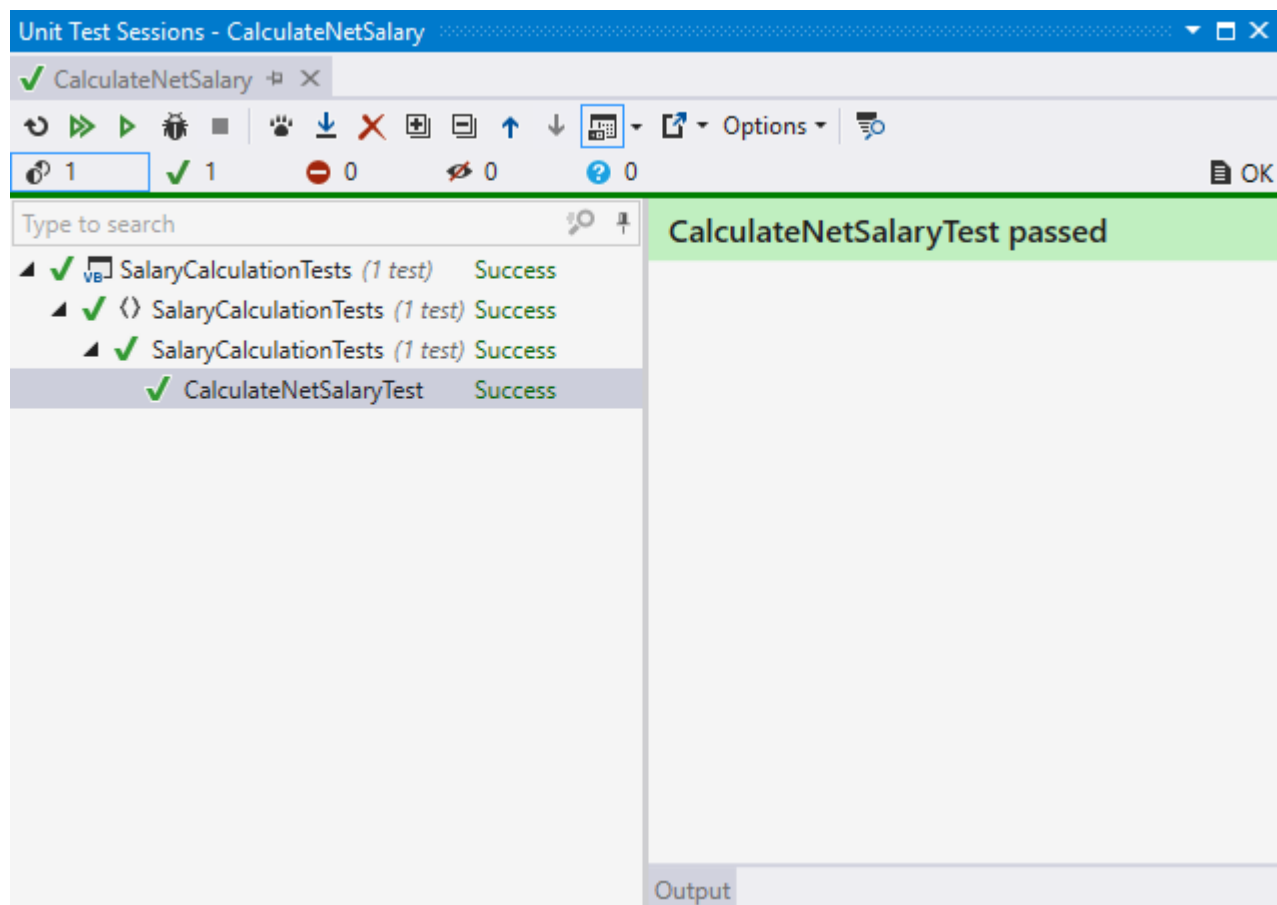 Unit Test Sessions - CalculateNetSalary
CalculateNetSalary
Options
1 1 0 0 0 OK
Type to search
CalculateNetSalaryTest passed
VB SalaryCalculationTests (1 test) Success
SalaryCalculationTests (1 test) Success
SalaryCalculationTests (1 test) Success
CalculateNetSalaryTest Success
Output